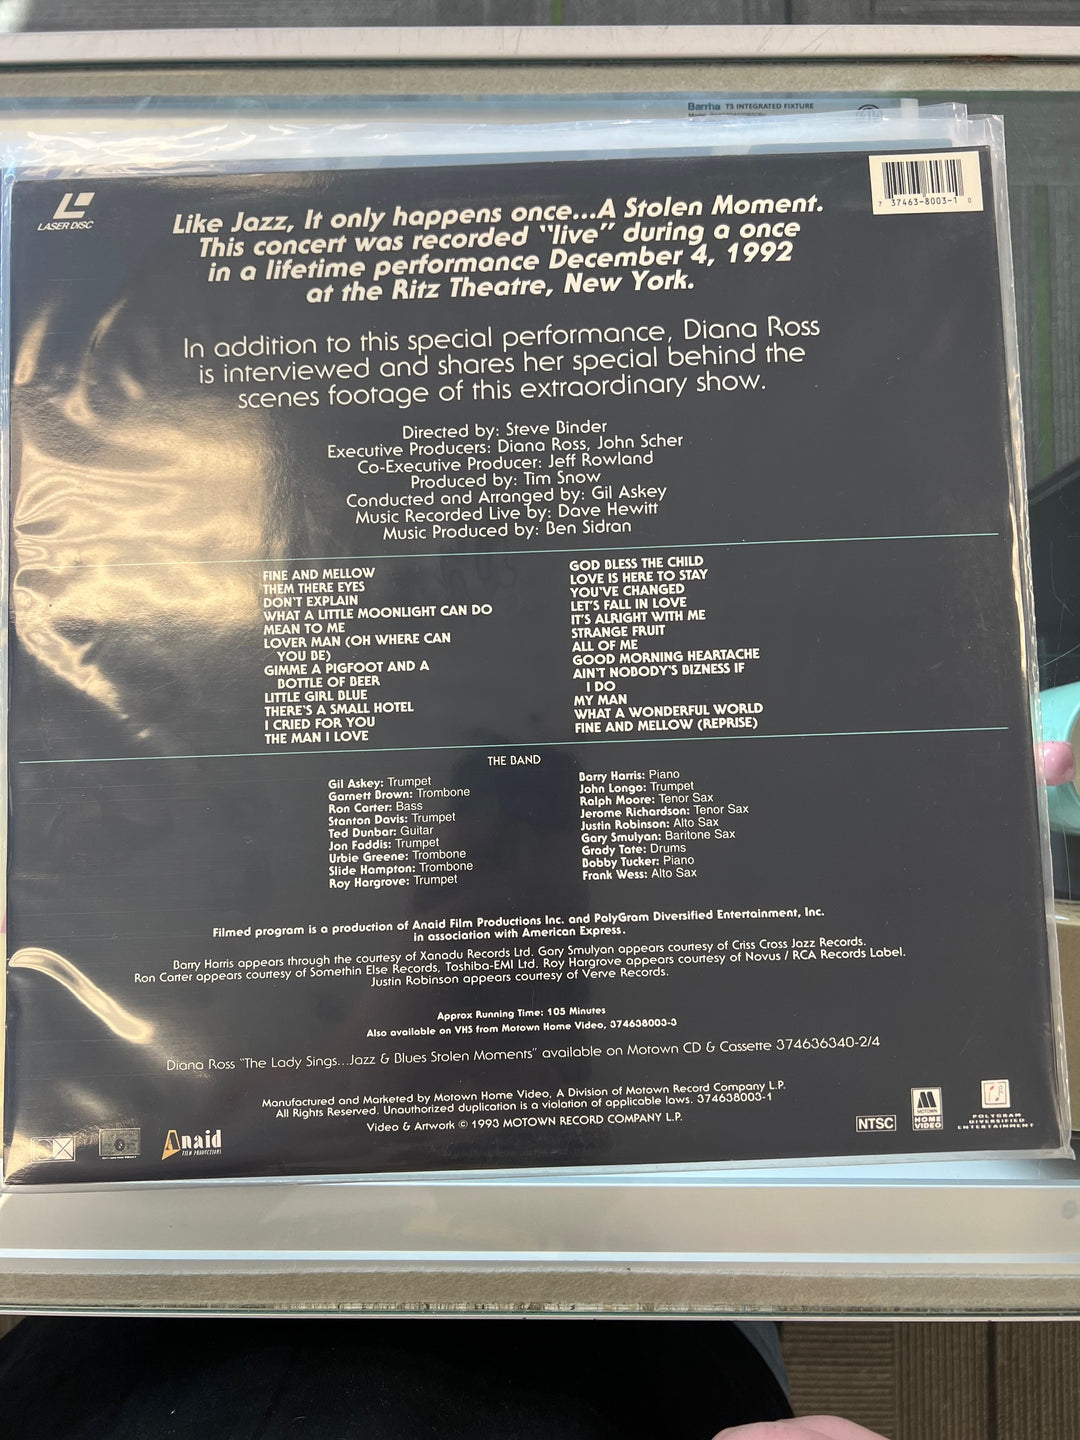 Barrha T5 INTEGRATED FIXTURE
LASER DISC
7 37463-8003-1 0
Like Jazz, It only happens once...A Stolen Moment.
This concert was recorded "live" during a once
in a lifetime performance December 4, 1992
at the Ritz Theatre, New York.
In addition to this special performance, Diana Ross
is interviewed and shares her special behind the
scenes footage of this extraordinary show.
Directed by: Steve Binder
Executive Producers: Diana Ross, John Scher
Co-Executive Producer: Jeff Rowland
Produced by: Tim Snow
Conducted and Arranged by: Gil Askey
Music Recorded Live by: Dave Hewitt
Music Produced by: Ben Sidran
FINE AND MELLOW
THEM THERE EYES
DON'T EXPLAIN
WHAT A LITTLE MOONLIGHT CAN DO
MEAN TO ME
LOVER MAN (OH WHERE CAN
YOU BE)
GIMME A PIGFOOT AND A
BOTTLE OF BEER
LITTLE GIRL BLUE
THERE'S A SMALL HOTEL
I CRIED FOR YOU
THE MAN I LOVE
GOD BLESS THE CHILD
LOVE IS HERE TO STAY
YOU'VE CHANGED
LET'S FALL IN LOVE
IT'S ALRIGHT WITH ME
STRANGE FRUIT
ALL OF ME
GOOD MORNING HEARTACHE
AIN'T NOBODY'S BIZNESS IF
I DO
MY MAN
WHAT A WONDERFUL WORLD
FINE AND MELLOW (REPRISE)
THE BAND
Gil Askey: Trumpet
Garnett Brown: Trombone
Ron Carter: Bass
Stanton Davis: Trumpet
Ted Dunbar: Guitar
Jon Faddis: Trumpet
Urbie Greene: Trombone
Slide Hampton: Trombone
Roy Hargrove: Trumpet
Barry Harris: Piano
John Longo: Trumpet
Ralph Moore: Tenor Sax
Jerome Richardson: Tenor Sax
Justin Robinson: Alto Sax
Gary Smulyan: Baritone Sax
Grady Tate: Drums
Bobby Tucker: Piano
Frank Wess: Alto Sax
Filmed program is a production of Anaid Film Productions Inc. and PolyGram Diversified Entertainment, Inc.
in association with American Express.
Barry Harris appears through the courtesy of Xanadu Records Ltd. Gary Smulyan appears courtesy of Criss Cross Jazz Records.
Ron Carter appears courtesy of Somethin Else Records, Toshiba-EMI Ltd. Roy Hargrove appears courtesy of Novus / RCA Records Label.
Justin Robinson appears courtesy of Verve Records.
Approx Running Time: 105 Minutes
Also available on VHS from Motown Home Video, 374638003-3
Diana Ross "The Lady Sings...Jazz & Blues Stolen Moments" available on Motown CD & Cassette 374636340-2/4
Manufactured and Marketed by Motown Home Video, A Division of Motown Record Company L.P.
All Rights Reserved. Unauthorized duplication is a violation of applicable laws. 374638003-1
Video & Artwork © 1993 MOTOWN RECORD COMPANY L.P.
CX
Anaid
FILM PRODUCTIONS
NTSC
M
MOTOWN
HOME
VIDEO
POLYGRAM
DIVERSIFIED
ENTERTAINMENT